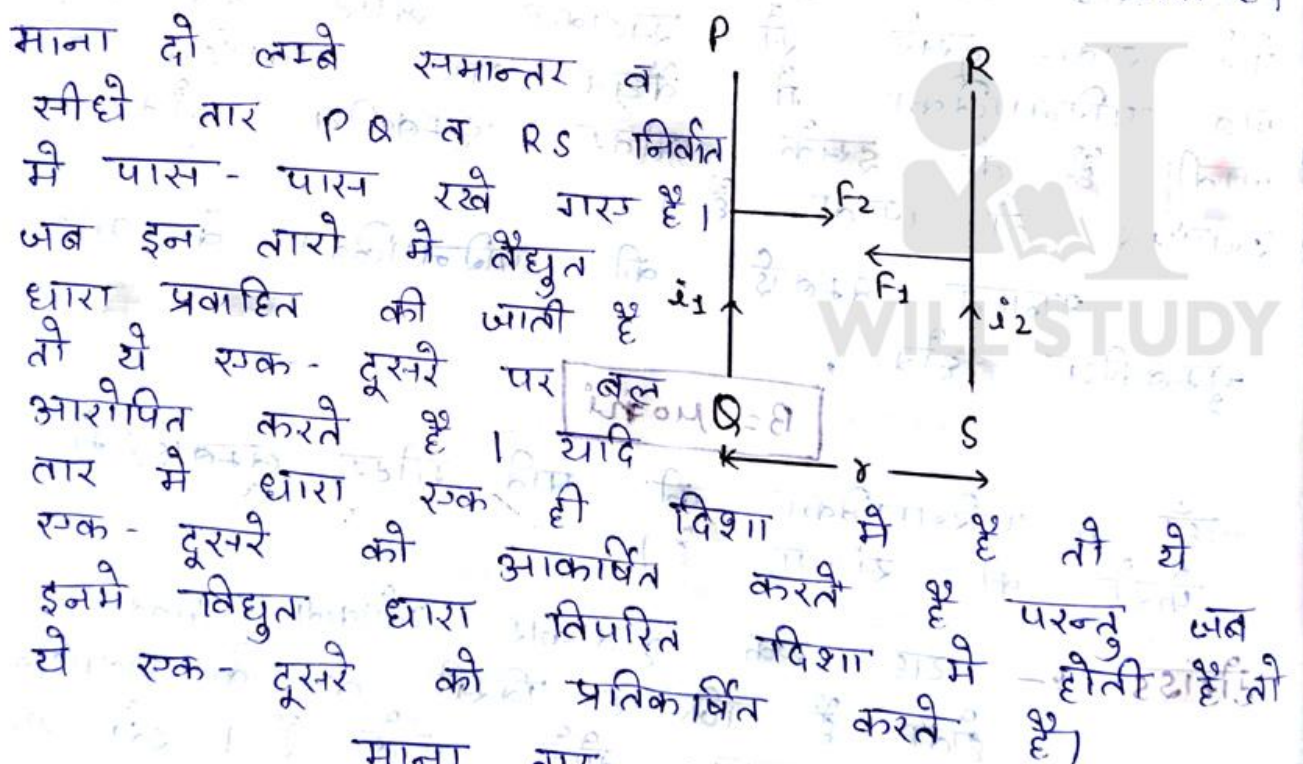 P
माना दो लम्बे समान्तर व
R
सीधे तार PQ व RS निर्वात
मे पास - पास रखे गए है।
F2
जब इन तारो मे वैद्युत
F1
धारा प्रवाहित की जाती है
i1
i2
WILL STUDY
तो ये एक - दूसरे पर बल
Q
S
आरोपित करते है । यदि
r
तार मे धारा एक ही दिशा मे है तो ये
एक - दूसरे को आकर्षित करते है परन्तु जब
इनमे विद्युत धारा विपरित दिशा मे होती है तो
ये एक - दूसरे को प्रतिकर्षित करते है।
माना